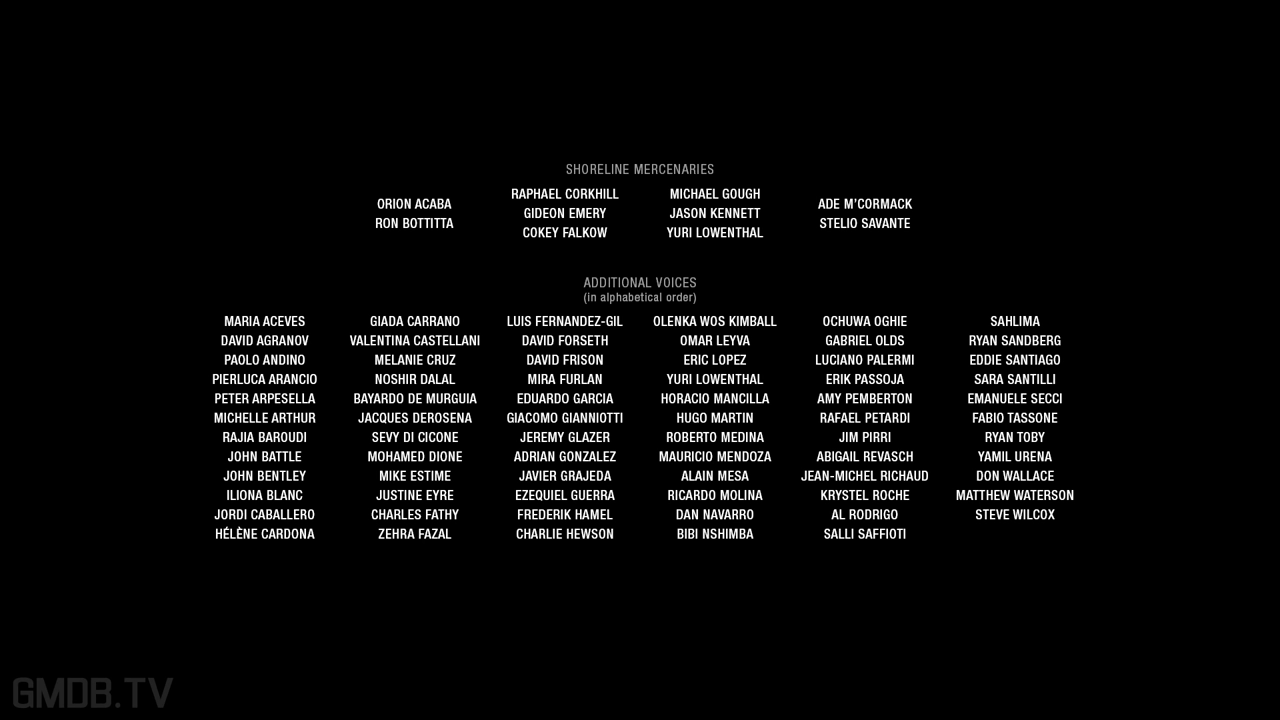 SHORELINE MERCENARIES
ORION ACABA
RON BOTTITTA
RAPHAEL CORKHILL
GIDEON EMERY
COKEY FALKOW
MICHAEL GOUGH
JASON KENNETT
YURI LOWENTHAL
ADE M'CORMACK
STELIO SAVANTE
ADDITIONAL VOICES
(in alphabetical order)
MARIA ACEVES
DAVID AGRANOV
PAOLO ANDINO
PIERLUCA ARANCIO
PETER ARPESELLA
MICHELLE ARTHUR
RAJIA BAROUDI
JOHN BATTLE
JOHN BENTLEY
ILIONA BLANC
JORDI CABALLERO
HÉLÈNE CARDONA
GIADA CARRANO
VALENTINA CASTELLANI
MELANIE CRUZ
NOSHIR DALAL
BAYARDO DE MURGUIA
JACQUES DEROSENA
SEVY DI CICONE
MOHAMED DIONE
MIKE ESTIME
JUSTINE EYRE
CHARLES FATHY
ZEHRA FAZAL
LUIS FERNANDEZ-GIL
DAVID FORSETH
DAVID FRISON
MIRA FURLAN
EDUARDO GARCIA
GIACOMO GIANNIOTTI
JEREMY GLAZER
ADRIAN GONZALEZ
JAVIER GRAJEDA
EZEQUIEL GUERRA
FREDERIK HAMEL
CHARLIE HEWSON
OLENKA WOS KIMBALL
OMAR LEYVA
ERIC LOPEZ
YURI LOWENTHAL
HORACIO MANCILLA
HUGO MARTIN
ROBERTO MEDINA
MAURICIO MENDOZA
ALAIN MESA
RICARDO MOLINA
DAN NAVARRO
BIBI NSHIMBA
OCHUWA OGHIE
GABRIEL OLDS
LUCIANO PALERMI
ERIK PASSOJA
AMY PEMBERTON
RAFAEL PETARDI
JIM PIRRI
ABIGAIL REVASCH
JEAN-MICHEL RICHAUD
KRYSTEL ROCHE
AL RODRIGO
SALLI SAFFIOTI
SAHLIMA
RYAN SANDBERG
EDDIE SANTIAGO
SARA SANTILLI
EMANUELE SECCI
FABIO TASSONE
RYAN TOBY
YAMIL URENA
DON WALLACE
MATTHEW WATERSON
STEVE WILCOX
GMDB.TV